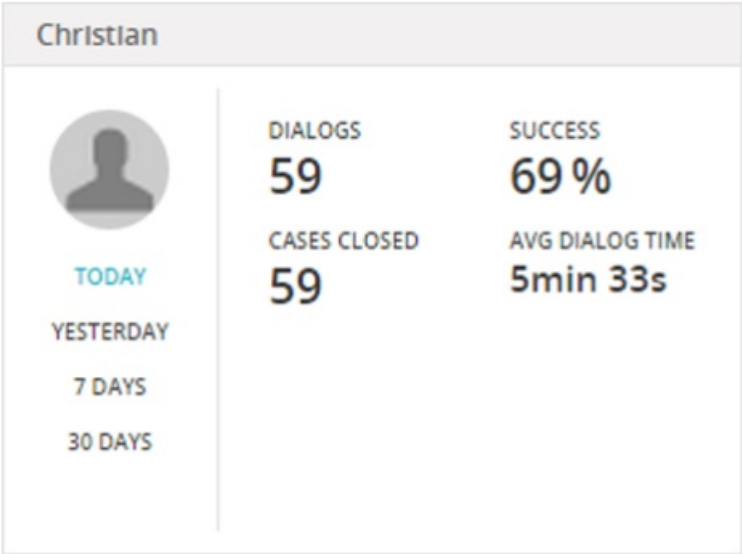 Christian
DIALOGS
59
SUCCESS
69 %
CASES CLOSED
59
AVG DIALOG TIME
5min 33s
TODAY
YESTERDAY
7 DAYS
30 DAYS